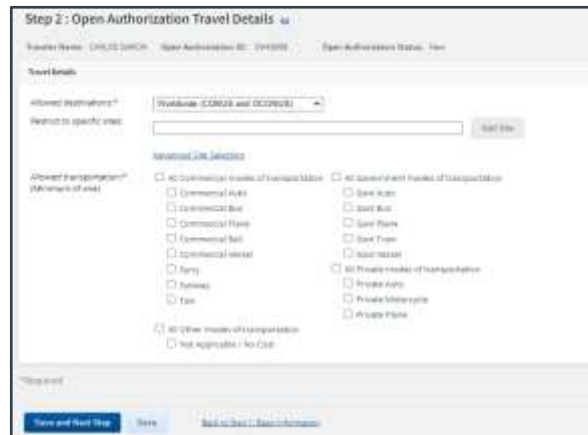 Step 2 : Open Authorization Travel Details
Traveler Name: Open Authorization ID: Open Authorization Status: New
Travel Details
Allowed destinations:* Worldwide (CONUS and OCONUS)
Restrict to specific sites: Add Site
Advanced Site Selection
Allowed transportation:* All Commercial modes of transportation All Government modes of transportation
(Minimum of one) Commercial Auto Govt Auto
Commercial Bus Govt Bus
Commercial Plane Govt Plane
Commercial Rail Govt Train
Commercial Vessel Govt Vessel
Ferry All Private modes of transportation
Subway Private Auto
Taxi Private Motorcycle
Private Plane
All Other modes of transportation
Not Applicable - No Cost
*Required
Save and Next Step Save Back to Step 1: Basic Information